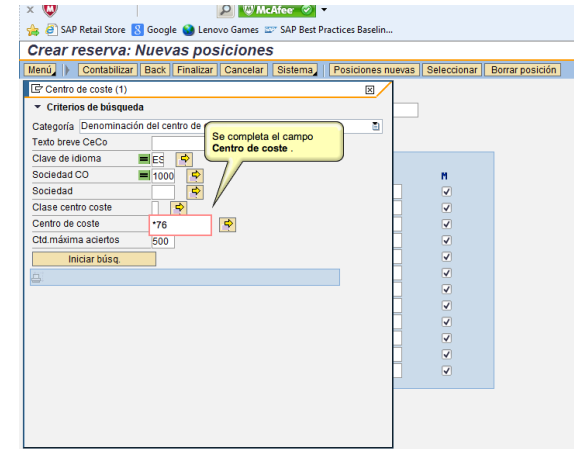 McAfee
SAP Retail Store Google Lenovo Games SAP Best Practices Baselin...
Crear reserva: Nuevas posiciones
Menú Contabilizar Back Finalizar Cancelar Sistema Posiciones nuevas Seleccionar Borrar posición
Centro de coste (1)
Criterios de búsqueda
Categoría Denominación del centro de
Se completa el campo
Centro de coste .
Texto breve CeCo
Clave de idioma ES
Sociedad CO 1000
Sociedad
Clase centro coste
Centro de coste *76
Ctd.máxima aciertos 500
Iniciar búsq.
M